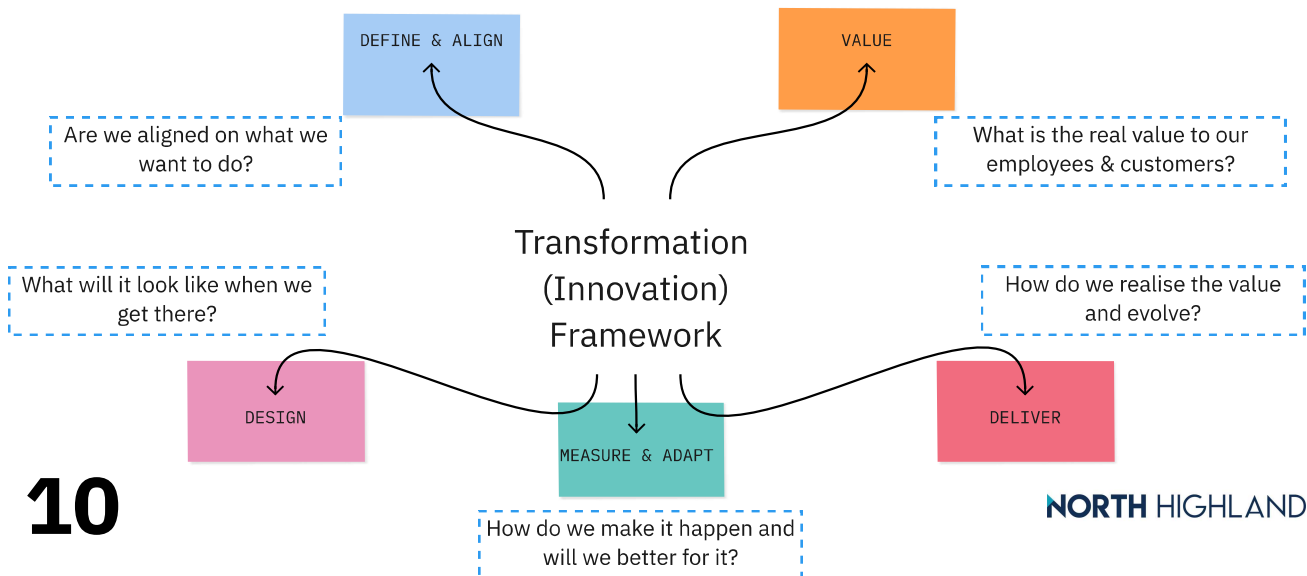 DEFINE & ALIGN
VALUE
Are we aligned on what we
want to do?
What is the real value to our
employees & customers?
Transformation
(Innovation)
Framework
What will it look like when we
get there?
How do we realise the value
and evolve?
DESIGN
MEASURE & ADAPT
DELIVER
10
How do we make it happen and
will we better for it?
NORTH HIGHLAND